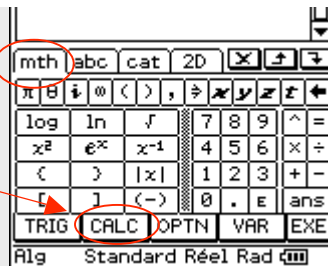 mth abc cat 2D
π θ i ∞ ( ) , ⇒ x y z t ←
log ln √ 7 8 9 ^ =
x² eˣ x⁻¹ 4 5 6 × ÷
( ) |x| 1 2 3 + -
[ ] (-) 0 . E ans
TRIG CALC OPTN VAR EXE
Alg Standard Réel Rad